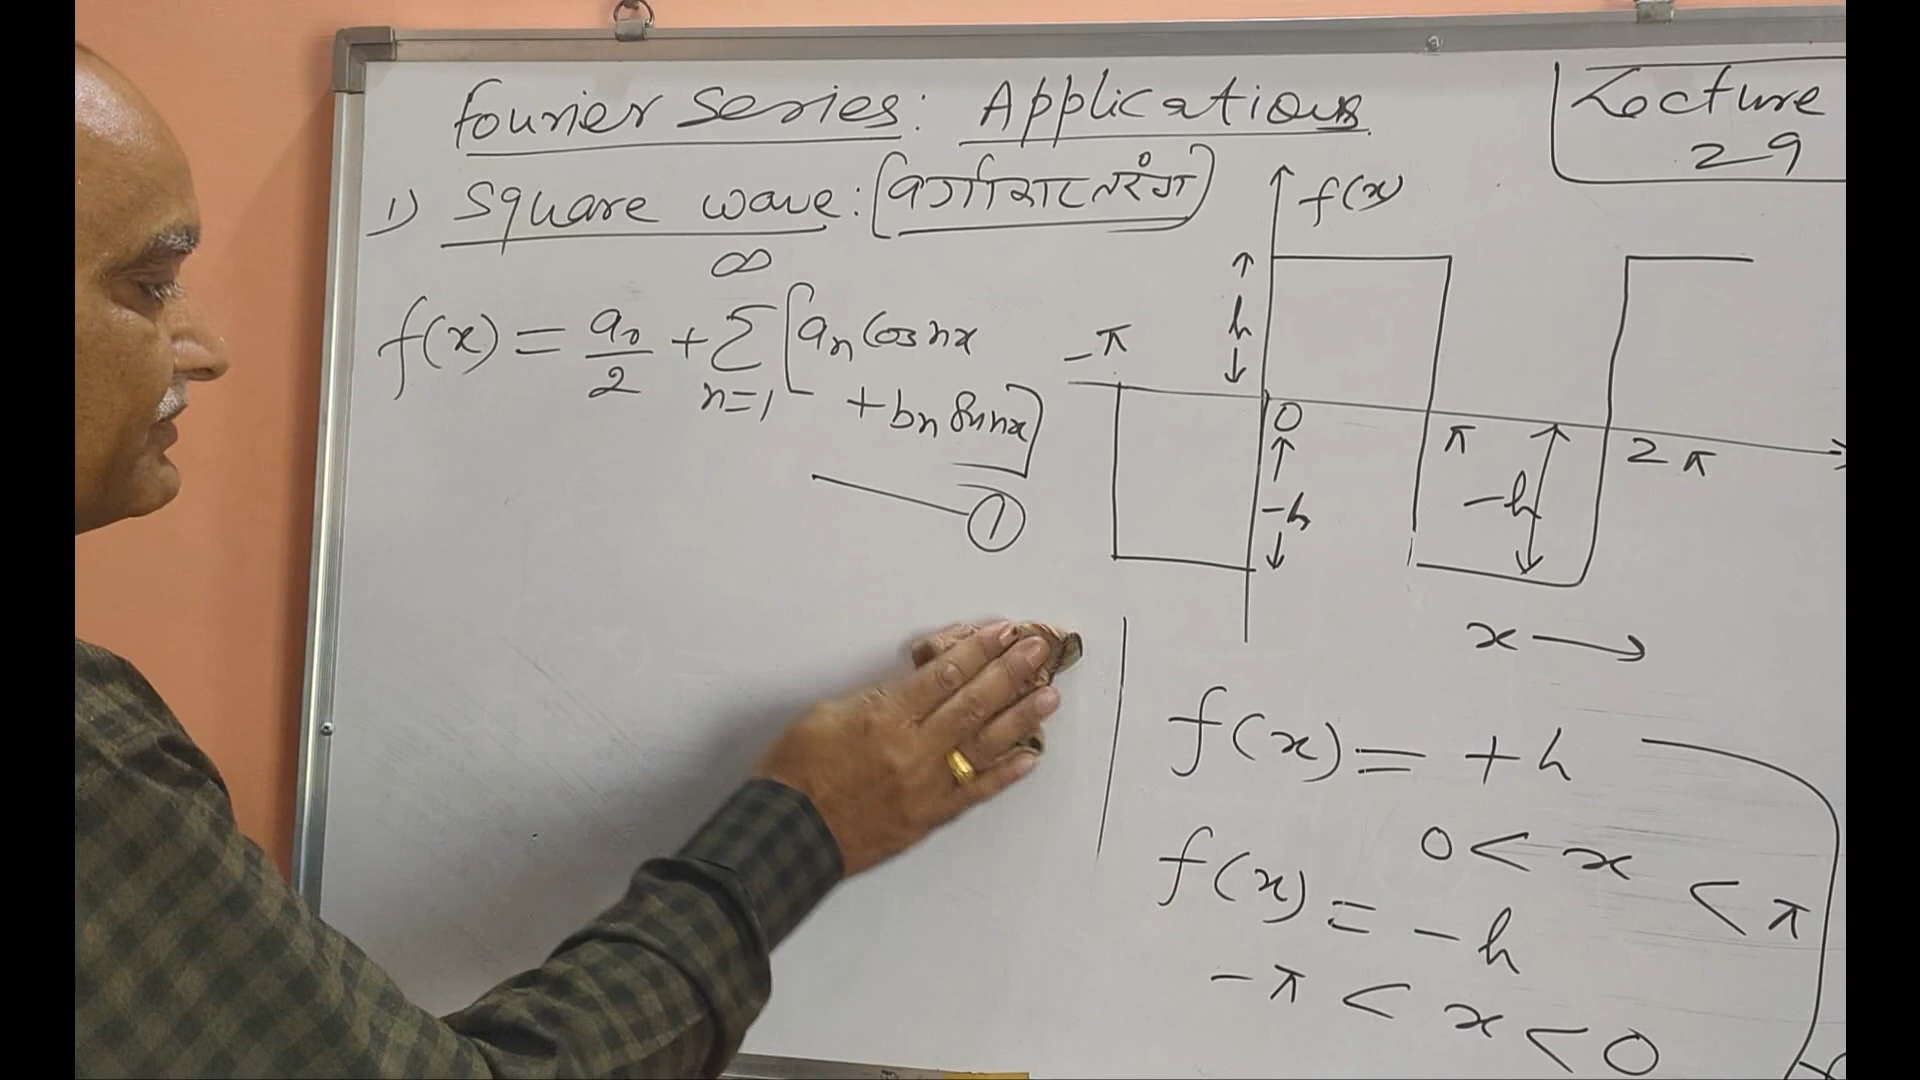 Fourier Series: Applications
Lecture 29
1) Square wave: (वर्गाकार तरंग)
f(x) = a₀/2 + ∞ Σ n=1 [an Cos nx
+ bn Sin nx]
①
f(x)
h
-π
0
π
2π
-h
-h
x →
f(x) = + h
0 < x < π
f(x) = - h
-π < x < 0